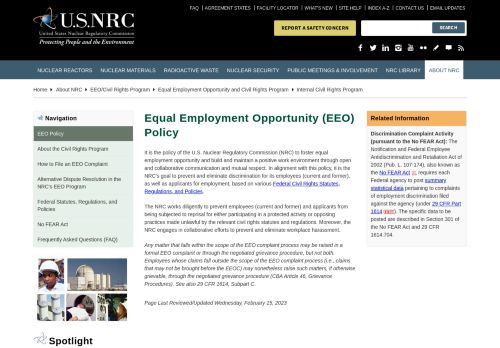 FAQ | AGREEMENT STATES | FACILITY LOCATOR | WHAT'S NEW | SITE HELP | INDEX A-Z | CONTACT US | EMAIL UPDATES
U.S.NRC
United States Nuclear Regulatory Commission
Protecting People and the Environment
REPORT A SAFETY CONCERN
SEARCH
NUCLEAR REACTORS NUCLEAR MATERIALS RADIOACTIVE WASTE NUCLEAR SECURITY PUBLIC MEETINGS & INVOLVEMENT NRC LIBRARY ABOUT NRC
Home » About NRC » EEO/Civil Rights Program » Equal Employment Opportunity and Civil Rights Program » Internal Civil Rights Program
Navigation
EEO Policy
About the Civil Rights Program
How to File an EEO Complaint
Alternative Dispute Resolution in the
NRC's EEO Program
Federal Statutes, Regulations, and
Policies
No FEAR Act
Frequently Asked Questions (FAQ)
Equal Employment Opportunity (EEO)
Policy
It is the policy of the U.S. Nuclear Regulatory Commission (NRC) to foster equal
employment opportunity and build and maintain a positive work environment through open
and collaborative communication and mutual respect. In alignment with this policy, it is the
NRC's goal to prevent and eliminate discrimination for its employees (current and former),
as well as applicants for employment, based on various Federal Civil Rights Statutes,
Regulations, and Policies.
The NRC works diligently to prevent employees (current and former) and applicants from
being subjected to reprisal for either participating in a protected activity or opposing
practices made unlawful by the relevant civil rights statutes and regulations. Moreover, the
NRC engages in collaborative efforts to prevent and eliminate workplace harassment.
Any matter that falls within the scope of the EEO complaint process may be raised in a
formal EEO complaint or through the negotiated grievance procedure, but not both.
Employees whose claims fall outside the scope of the EEO complaint process (i.e., claims
that may not be brought before the EEOC) may nonetheless raise such matters, if otherwise
grievable, through the negotiated grievance procedure (CBA Article 46, Grievance
Procedures). See also 29 CFR 1614, Subpart C.
Page Last Reviewed/Updated Wednesday, February 15, 2023
Related Information
Discrimination Complaint Activity
[pursuant to the No FEAR Act]: The
Notification and Federal Employee
Antidiscrimination and Retaliation Act of
2002 (Pub. L. 107-174), also known as
the No FEAR Act, requires each
Federal agency to post summary
statistical data pertaining to complaints
of employment discrimination filed
against the agency (under 29 CFR Part
1614). The specific data to be
posted are described in Section 301 of
the No FEAR Act and 29 CFR
1614.704.
Spotlight